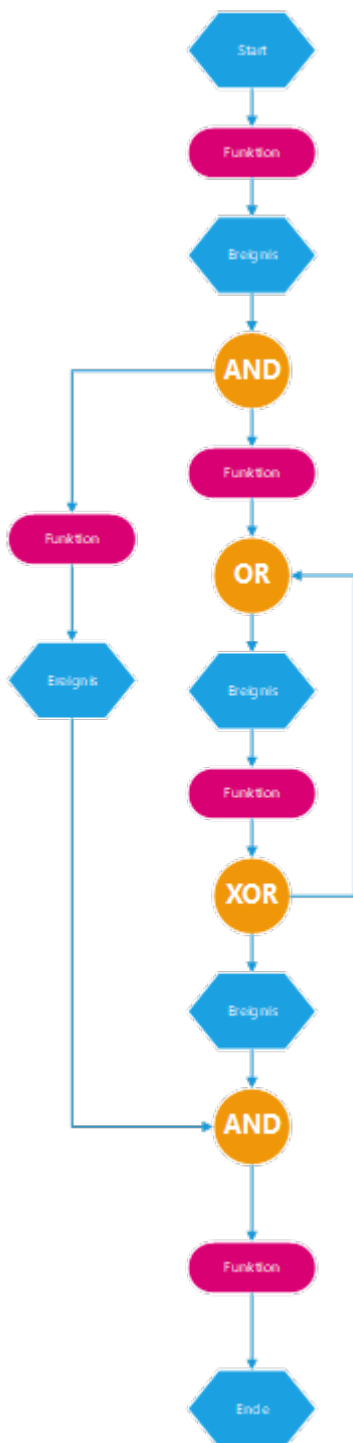 Start
Funktion
Ereignis
AND
Funktion
Funktion
OR
Ereignis
Ereignis
Funktion
XOR
Ereignis
AND
Funktion
Ende